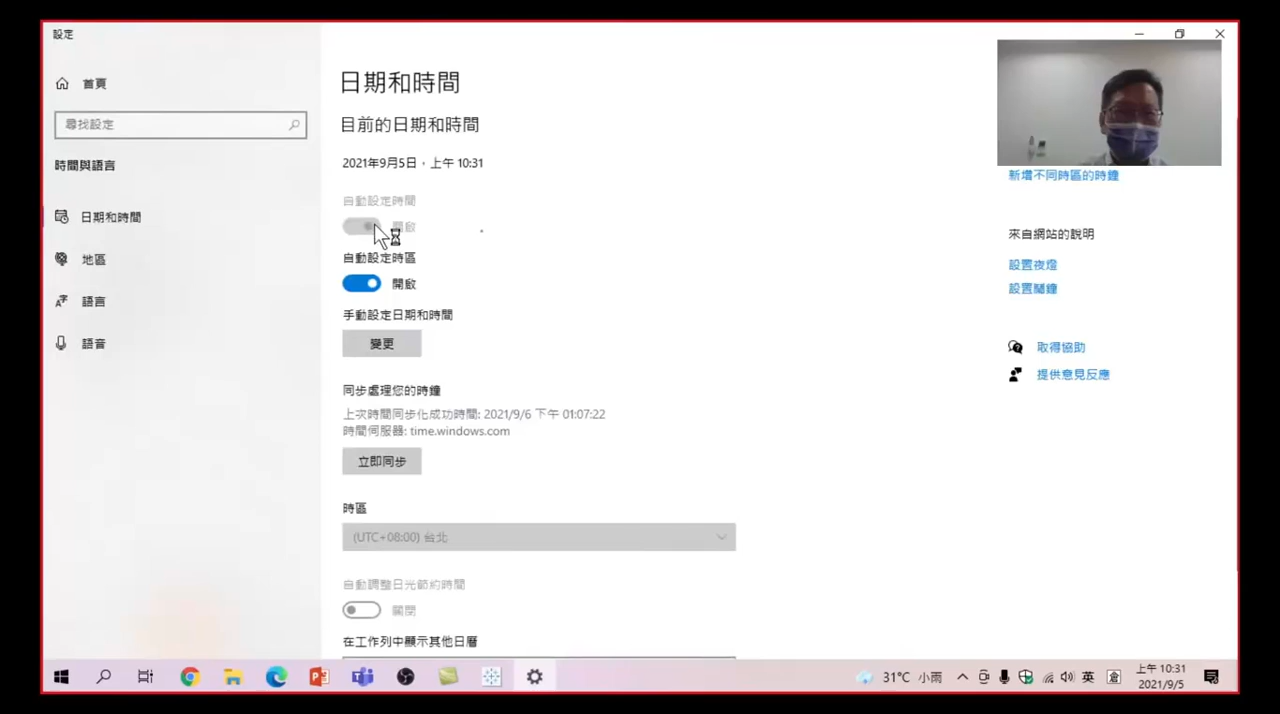 設定
首頁
尋找設定
時間與語言
日期和時間
地區
語言
語音
日期和時間
目前的日期和時間
2021年9月5日，上午 10:31
自動設定時間
開啟
自動設定時區
開啟
手動設定日期和時間
變更
同步處理您的時鐘
上次時間同步化成功時間: 2021/9/6 下午 01:07:22
時間伺服器: time.windows.com
立即同步
時區
(UTC+08:00) 台北
自動調整日光節約時間
關閉
在工作列中顯示其他日曆
新增不同時區的時鐘
來自網站的說明
設置夜燈
設置鬧鐘
取得協助
提供意見反應
31°C 小雨
英
倉
上午 10:31
2021/9/5